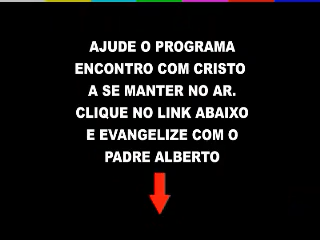 AJUDE O PROGRAMA
ENCONTRO COM CRISTO
A SE MANTER NO AR.
CLIQUE NO LINK ABAIXO
E EVANGELIZE COM O
PADRE ALBERTO